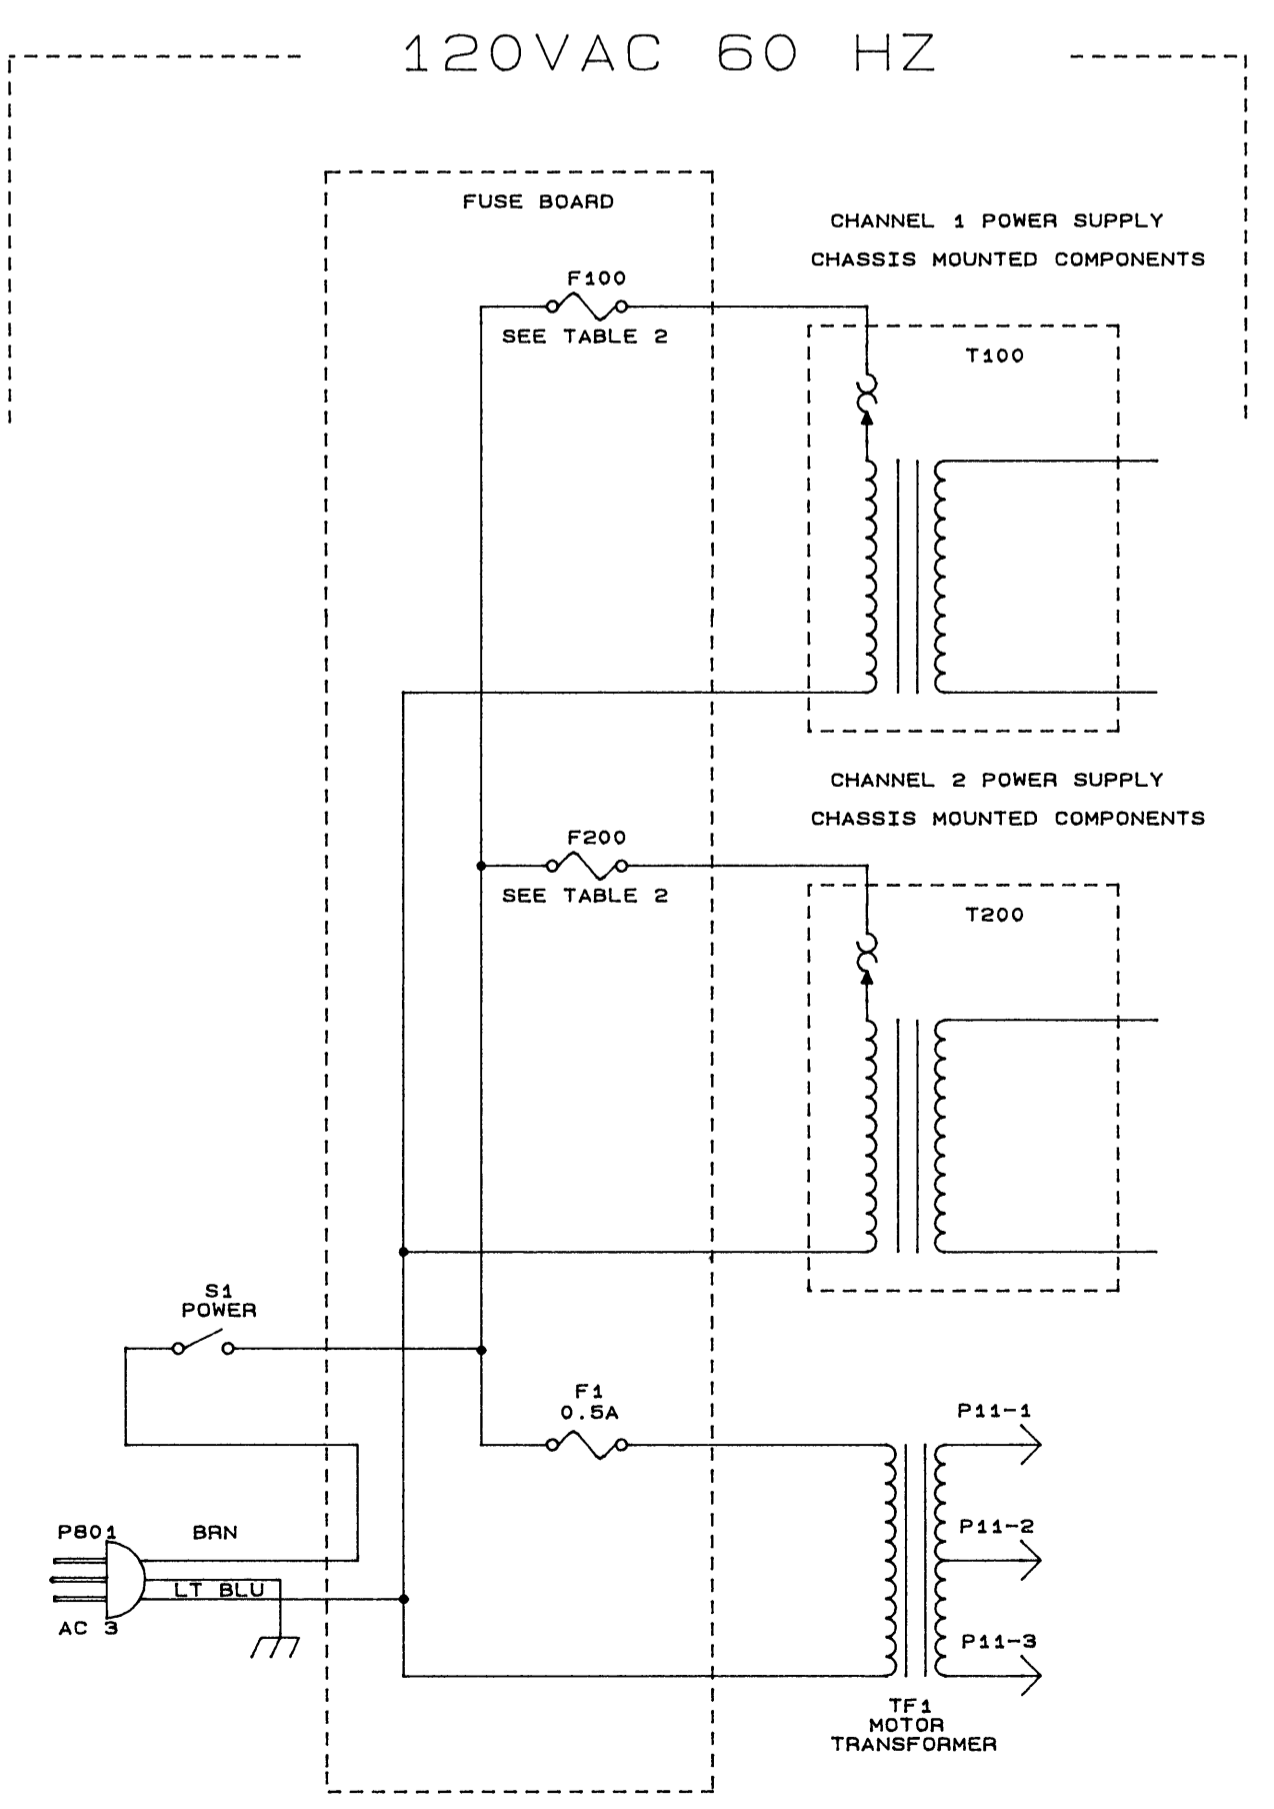 120VAC 60 HZ
FUSE BOARD
CHANNEL 1 POWER SUPPLY
CHASSIS MOUNTED COMPONENTS
F100
SEE TABLE 2
T100
CHANNEL 2 POWER SUPPLY
CHASSIS MOUNTED COMPONENTS
F200
SEE TABLE 2
T200
S1
POWER
F1
0.5A
P11-1
P801
BRN
P11-2
LT BLU
AC 3
P11-3
TF1
MOTOR
TRANSFORMER